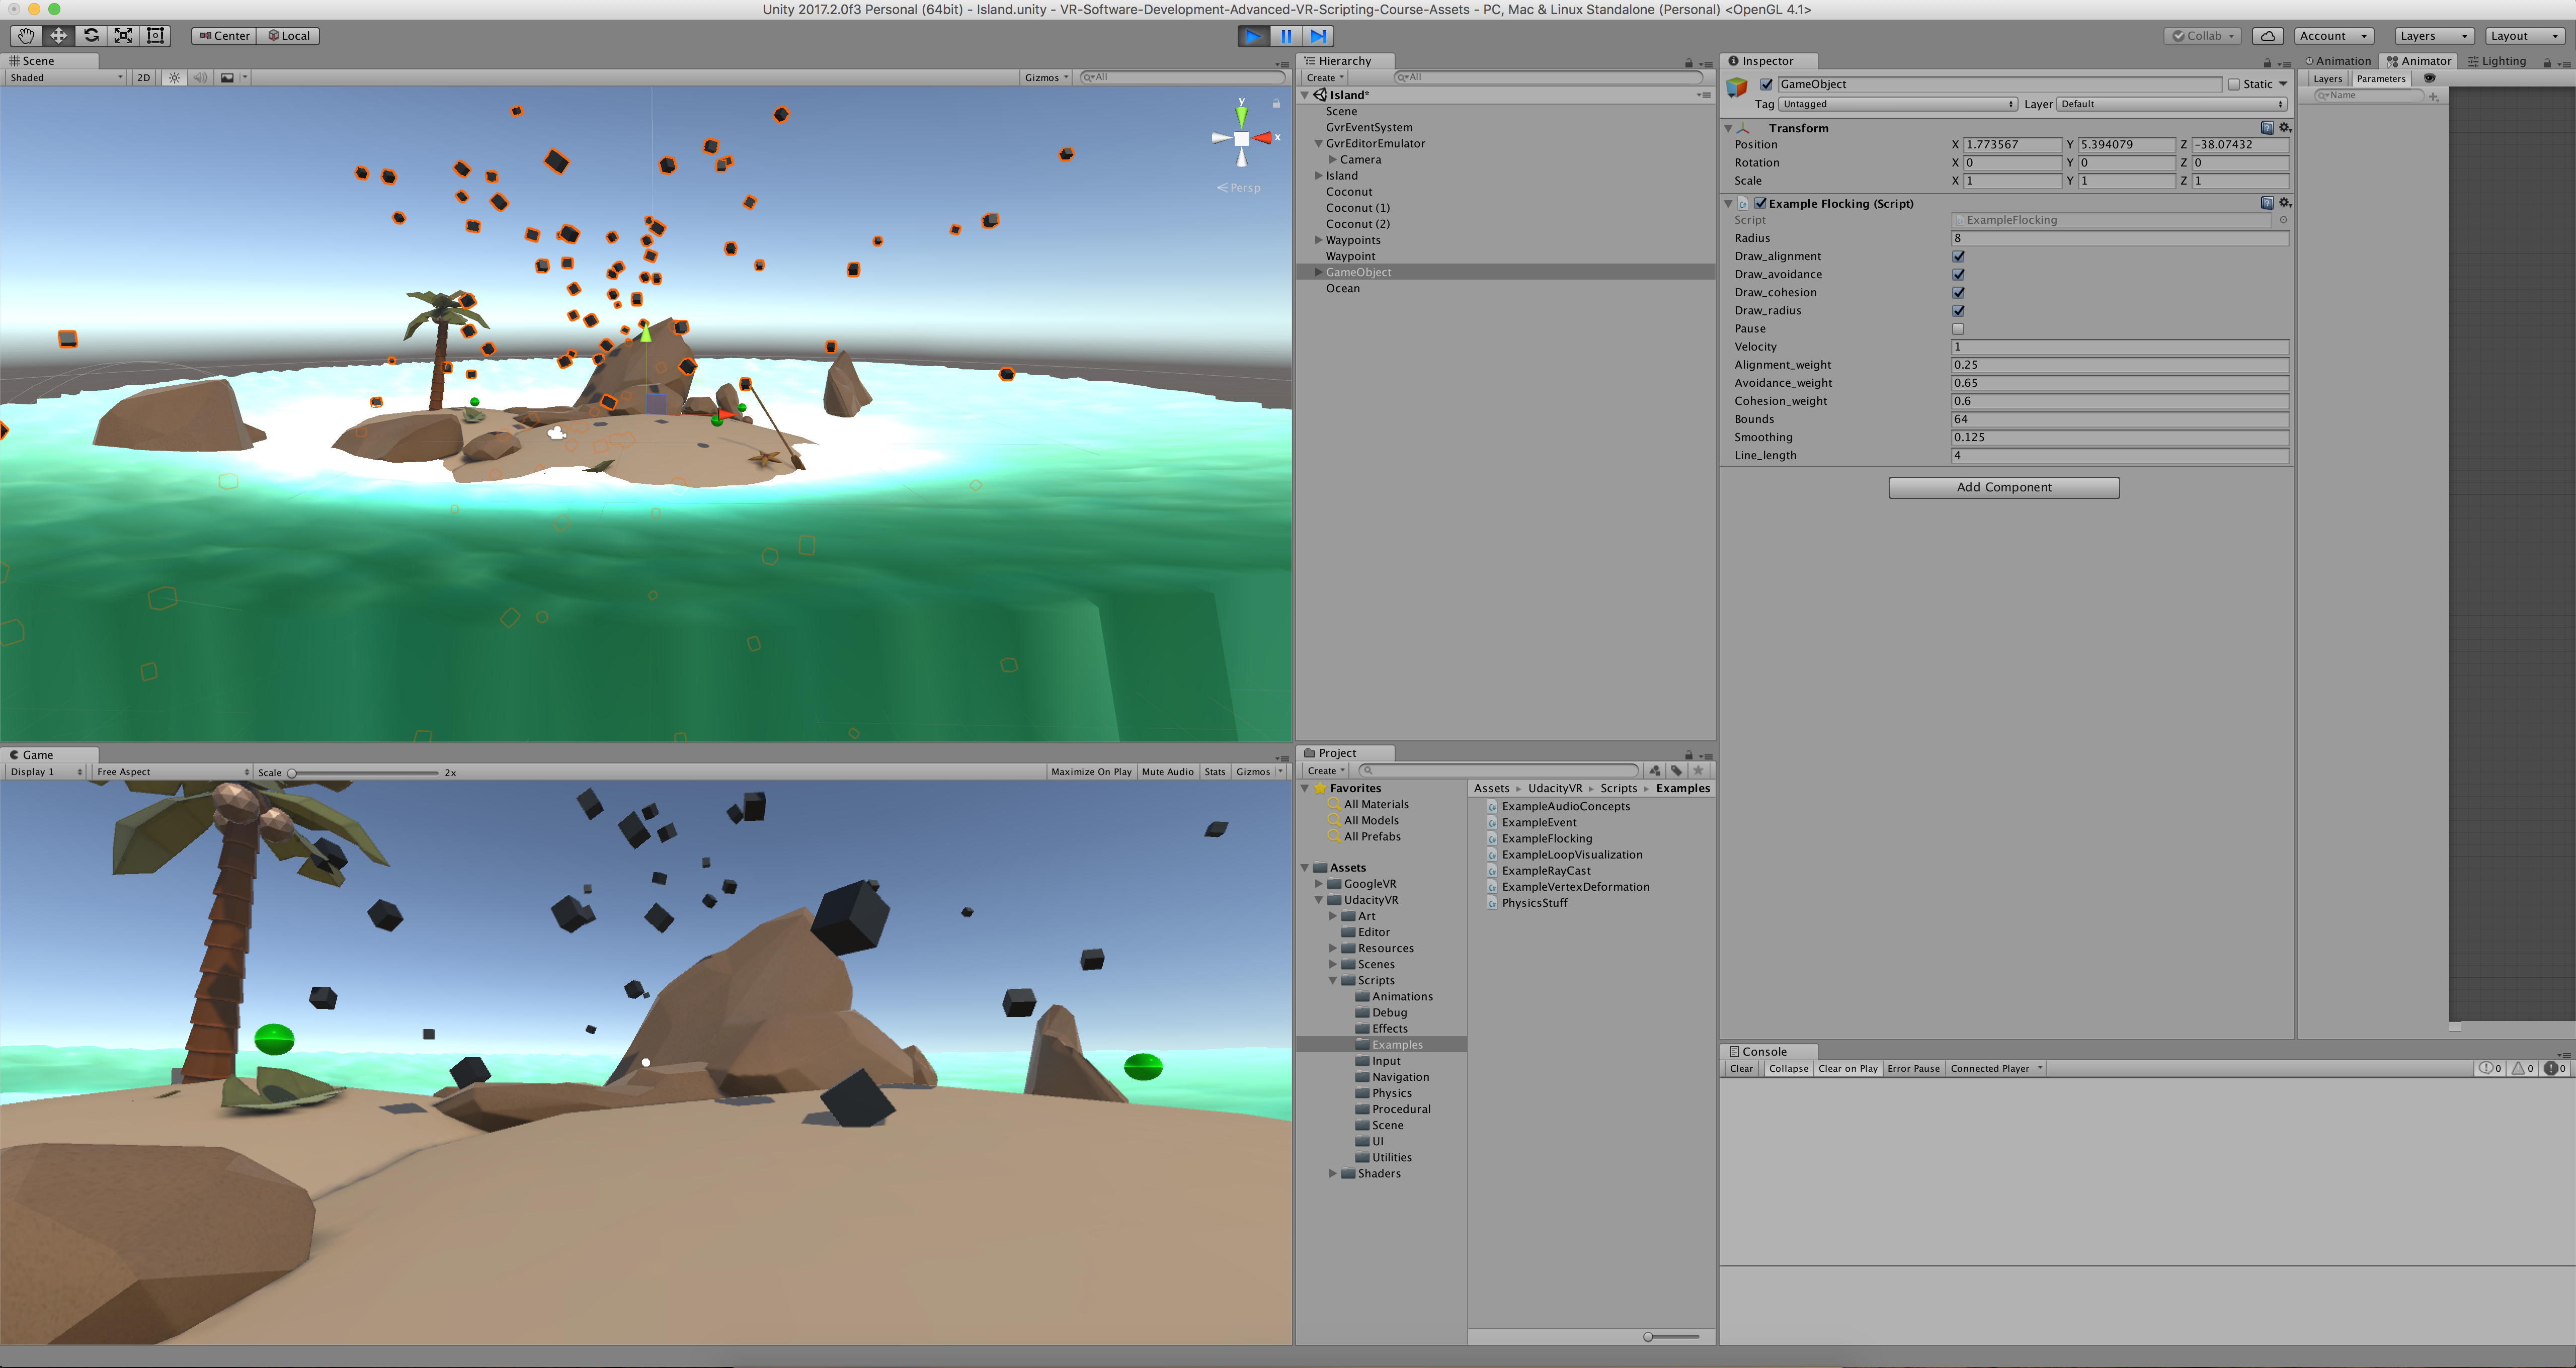 Unity 2017.2.0f3 Personal (64bit) - Island.unity - VR-Software-Development-Advanced-VR-Scripting-Course-Assets - PC, Mac & Linux Standalone (Personal) <OpenGL 4.1>
Center Local
Collab Account Layers Layout
Scene
Shaded 2D Gizmos All
y
x
Persp
Game
Display 1 Free Aspect Scale 2x Maximize On Play Mute Audio Stats Gizmos
Hierarchy
Create All
Island*
Scene
GvrEventSystem
GvrEditorEmulator
Camera
Island
Coconut
Coconut (1)
Coconut (2)
Waypoints
Waypoint
GameObject
Ocean
Project
Create
Favorites
All Materials
All Models
All Prefabs
Assets
GoogleVR
UdacityVR
Art
Editor
Resources
Scenes
Scripts
Animations
Debug
Effects
Examples
Input
Navigation
Physics
Procedural
Scene
UI
Utilities
Shaders
Assets UdacityVR Scripts Examples
ExampleAudioConcepts
ExampleEvent
ExampleFlocking
ExampleLoopVisualization
ExampleRayCast
ExampleVertexDeformation
PhysicsStuff
Inspector
GameObject Static
Tag Untagged Layer Default
Transform
Position X 1.773567 Y 5.394079 Z -38.07432
Rotation X 0 Y 0 Z 0
Scale X 1 Y 1 Z 1
Example Flocking (Script)
Script ExampleFlocking
Radius 8
Draw_alignment
Draw_avoidance
Draw_cohesion
Draw_radius
Pause
Velocity 1
Alignment_weight 0.25
Avoidance_weight 0.65
Cohesion_weight 0.6
Bounds 64
Smoothing 0.125
Line_length 4
Add Component
Animation Animator Lighting
Layers Parameters
Name
Console
Clear Collapse Clear on Play Error Pause Connected Player 0 0 0